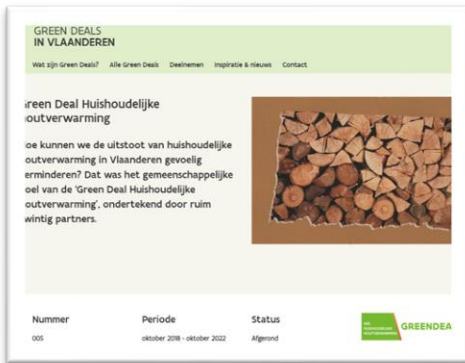 GREEN DEALS
IN VLAANDEREN
Wat zijn Green Deals? Alle Green Deals Deelnemen Inspiratie & nieuws Contact
Green Deal Huishoudelijke
outverwarming
oe kunnen we de uitstoot van huishoudelijke
outverwarming in Vlaanderen gevoelig
erminderen? Dat was het gemeenschappelijke
oel van de 'Green Deal Huishoudelijke
outverwarming', ondertekend door ruim
wintig partners.
Nummer Periode Status
005 oktober 2018 - oktober 2022 Afgerond
GREENDEA